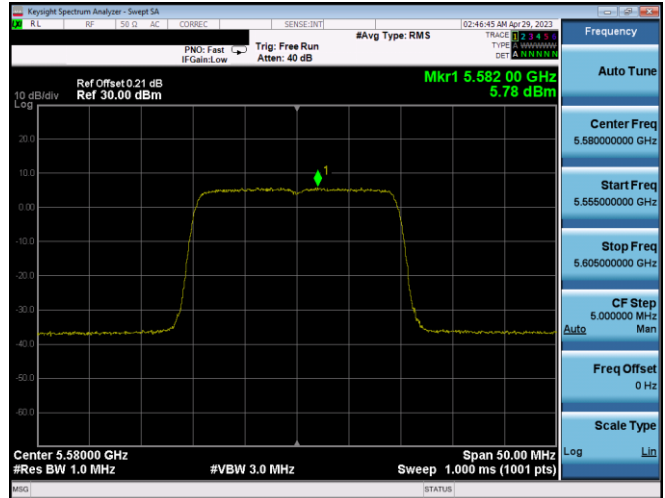 Keysight Spectrum Analyzer - Swept SA
RL RF 50 Ω AC CORREC SENSE:INT 02:46:45 AM Apr 29, 2023
#Avg Type: RMS
TRACE 1 2 3 4 5 6
TYPE A WWWWW
DET A N N N N N
PNO: Fast
IFGain:Low
Trig: Free Run
Atten: 40 dB
Mkr1 5.582 00 GHz
5.78 dBm
Ref Offset 0.21 dB
10 dB/div Ref 30.00 dBm
Log
20.0
10.0
1
0.00
-10.0
-20.0
-30.0
-40.0
-50.0
-60.0
Center 5.58000 GHz
Span 50.00 MHz
#Res BW 1.0 MHz
#VBW 3.0 MHz
Sweep 1.000 ms (1001 pts)
MSG
STATUS
Frequency
Auto Tune
Center Freq
5.580000000 GHz
Start Freq
5.555000000 GHz
Stop Freq
5.605000000 GHz
CF Step
5.000000 MHz
Auto Man
Freq Offset
0 Hz
Scale Type
Log Lin